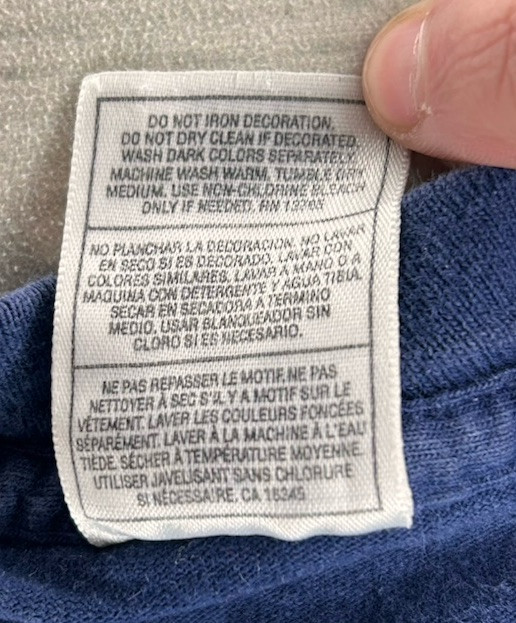 DO NOT IRON DECORATION.
DO NOT DRY CLEAN IF DECORATED.
WASH DARK COLORS SEPARATELY.
MACHINE WASH WARM, TUMBLE DRY
MEDIUM. USE NON-CHLORINE BLEACH
ONLY IF NEEDED. RN
NO PLANCHAR LA DECORACION. NO LAVAR
EN SECO SI ES DECORADO. LAVAR CON
COLORES SIMILARES. LAVAR A MANO O A
MAQUINA CON DETERGENTE Y AGUA TIBIA.
SECAR EN SECADORA A TERMINO
MEDIO. USAR BLANQUEADOR SIN
CLORO SI ES NECESARIO.
NE PAS REPASSER LE MOTIF. NE PAS
NETTOYER À SEC S'IL Y A MOTIF SUR LE
VÊTEMENT. LAVER LES COULEURS FONCÉES
SÉPARÉMENT. LAVER À LA MACHINE À L'EAU
TIÈDE. SÉCHER À TEMPÉRATURE MOYENNE.
UTILISER JAVELISANT SANS CHLORURE
SI NÉCESSAIRE. CA 16245